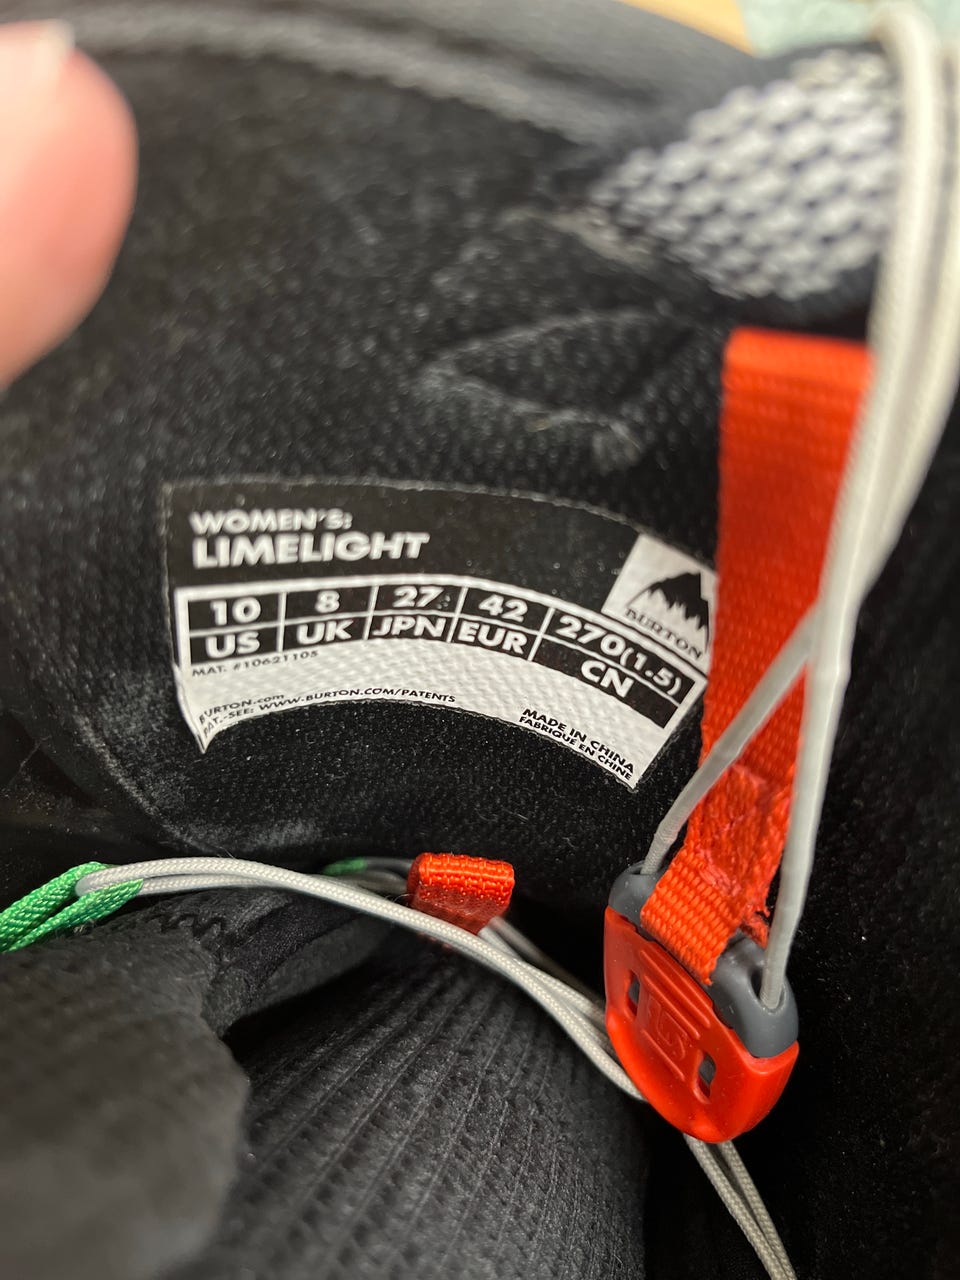 WOMEN'S:
LIMELIGHT
10 8 27 42 270(1.5)
US UK JPN EUR CN
BURTON
MAT. #10621105
BURTON.com
PAT.-SEE: WWW.BURTON.COM/PATENTS
MADE IN CHINA
FABRIQUE EN CHINE